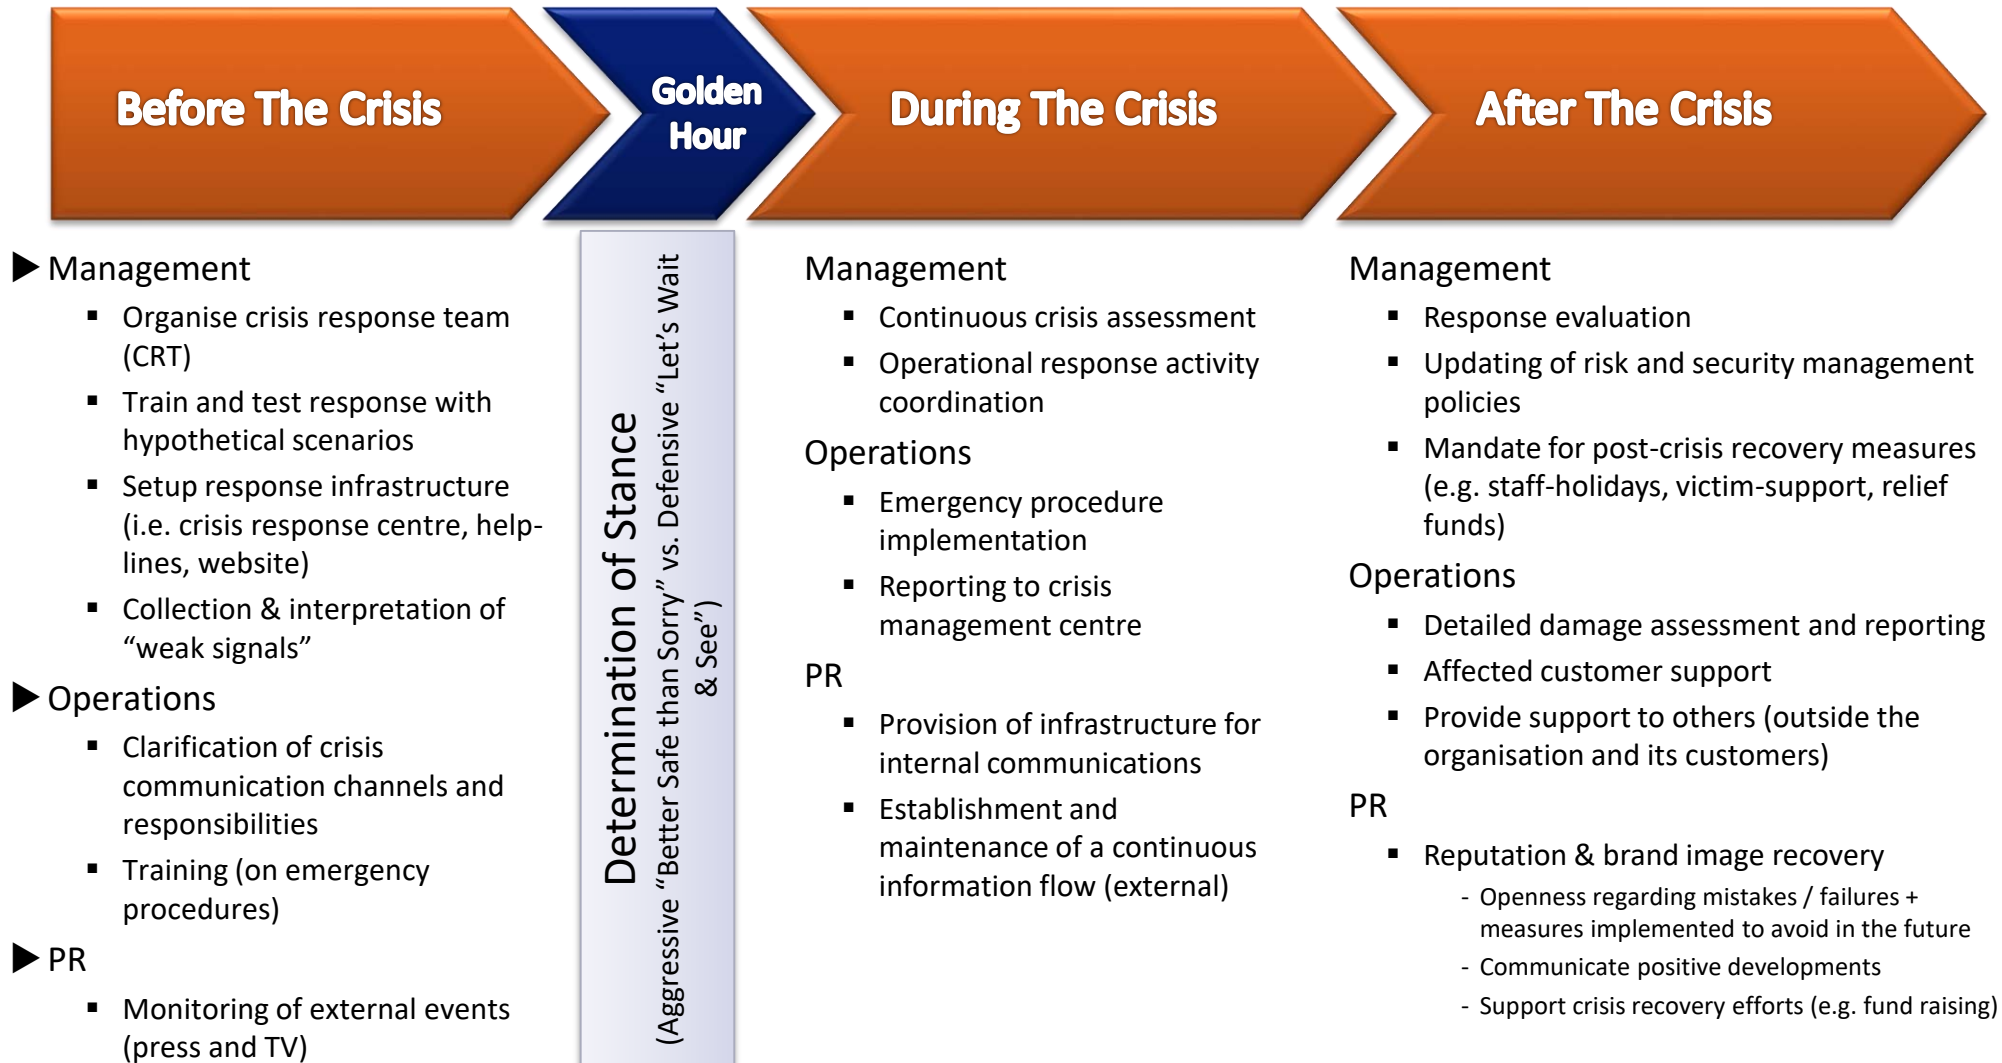 Before The Crisis
Golden
Hour
During The Crisis
After The Crisis
Management
▪ Organise crisis response team
(CRT)
▪ Train and test response with
hypothetical scenarios
▪ Setup response infrastructure
(i.e. crisis response centre, help-
lines, website)
▪ Collection & interpretation of
“weak signals”
Operations
▪ Clarification of crisis
communication channels and
responsibilities
▪ Training (on emergency
procedures)
PR
▪ Monitoring of external events
(press and TV)
Determination of Stance
(Aggressive “Better Safe than Sorry” vs. Defensive “Let’s Wait
& See”)
Management
▪ Continuous crisis assessment
▪ Operational response activity
coordination
Operations
▪ Emergency procedure
implementation
▪ Reporting to crisis
management centre
PR
▪ Provision of infrastructure for
internal communications
▪ Establishment and
maintenance of a continuous
information flow (external)
Management
▪ Response evaluation
▪ Updating of risk and security management
policies
▪ Mandate for post-crisis recovery measures
(e.g. staff-holidays, victim-support, relief
funds)
Operations
▪ Detailed damage assessment and reporting
▪ Affected customer support
▪ Provide support to others (outside the
organisation and its customers)
PR
▪ Reputation & brand image recovery
- Openness regarding mistakes / failures +
measures implemented to avoid in the future
- Communicate positive developments
- Support crisis recovery efforts (e.g. fund raising)